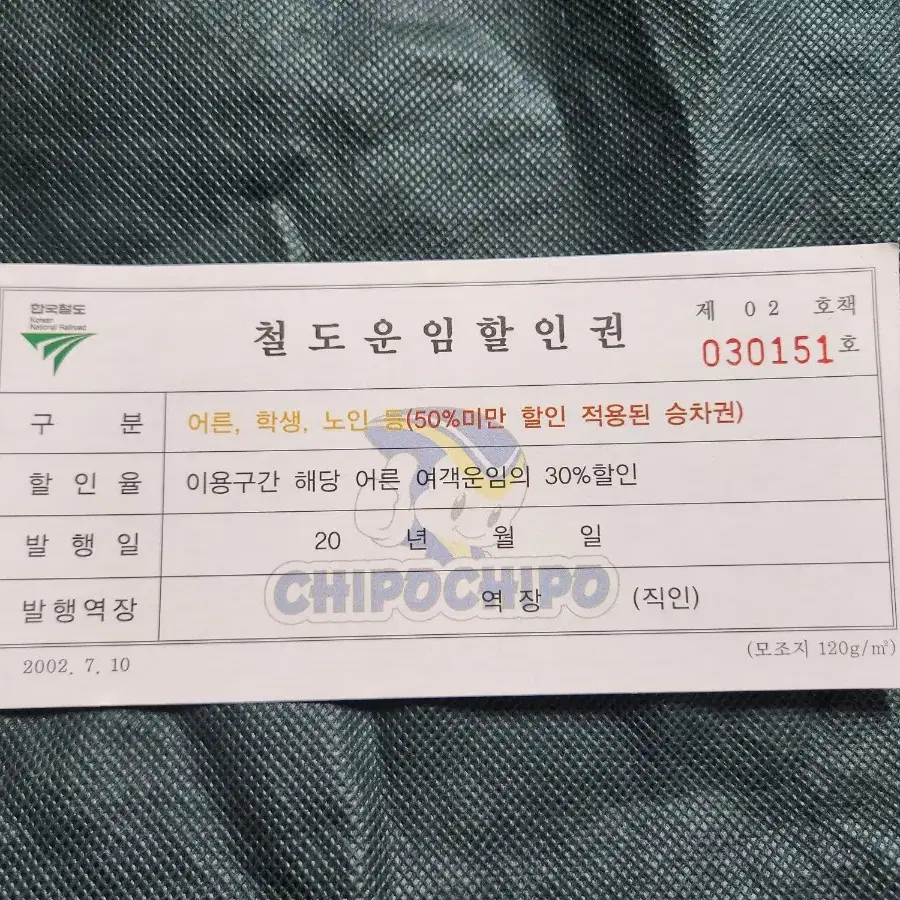 한국철도
Korean
National Railroad
철도운임할인권
제 02 호책
030151호
구 분 어른, 학생, 노인 등(50%미만 할인 적용된 승차권)
할 인 율 이용구간 해당 어른 여객운임의 30%할인
발 행 일 20 년 월 일
발행역장 역 장 (직인)
CHIPOCHIPO
2002. 7. 10
(모조지 120g/㎡)